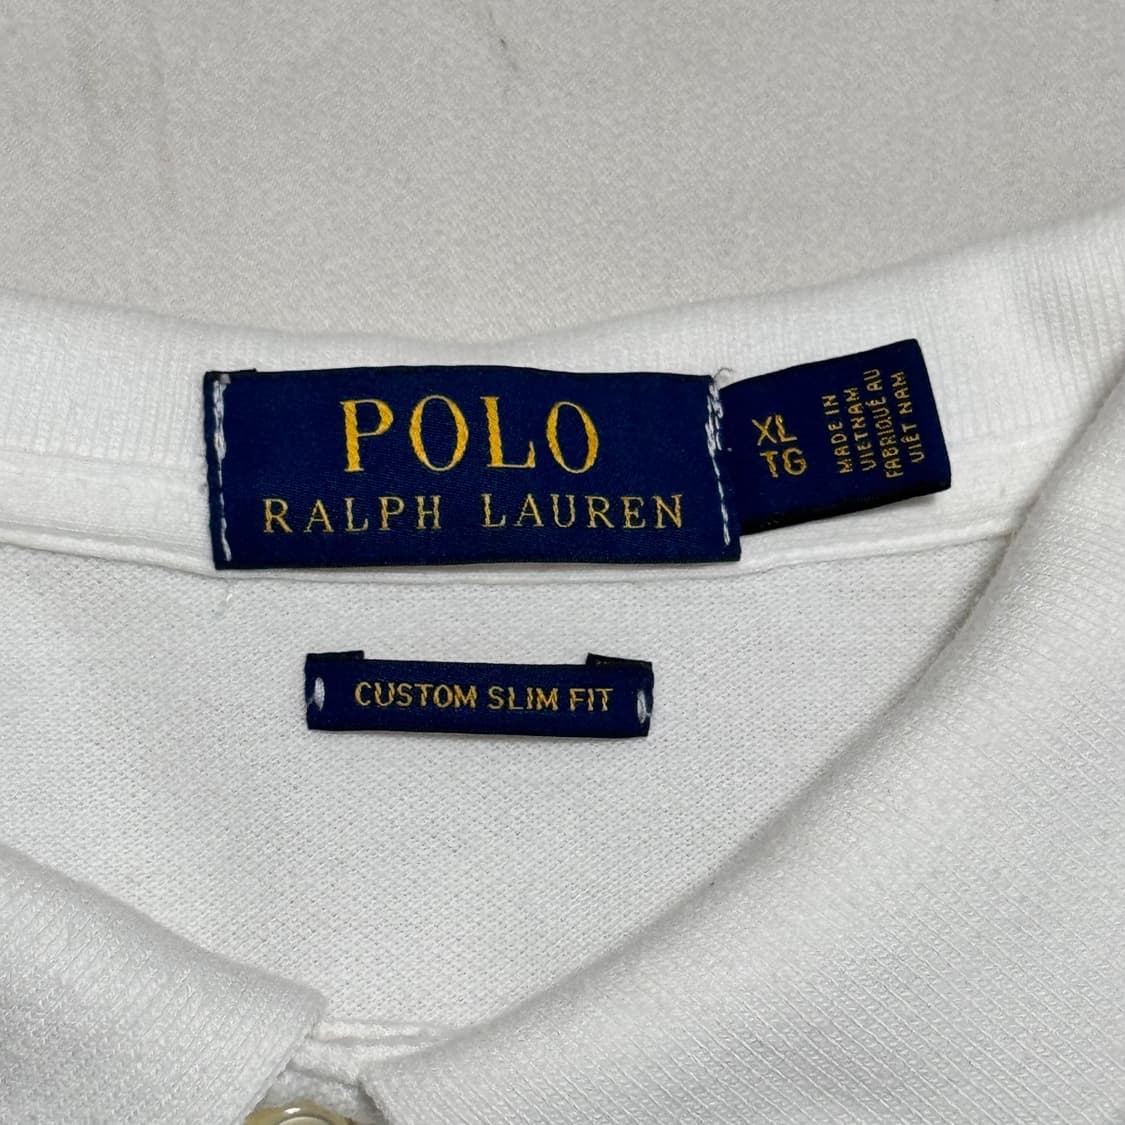 POLO
RALPH LAUREN
XL
TG
MADE IN
VIETNAM
FABRIQUÉ AU
VIÊT NAM
CUSTOM SLIM FIT